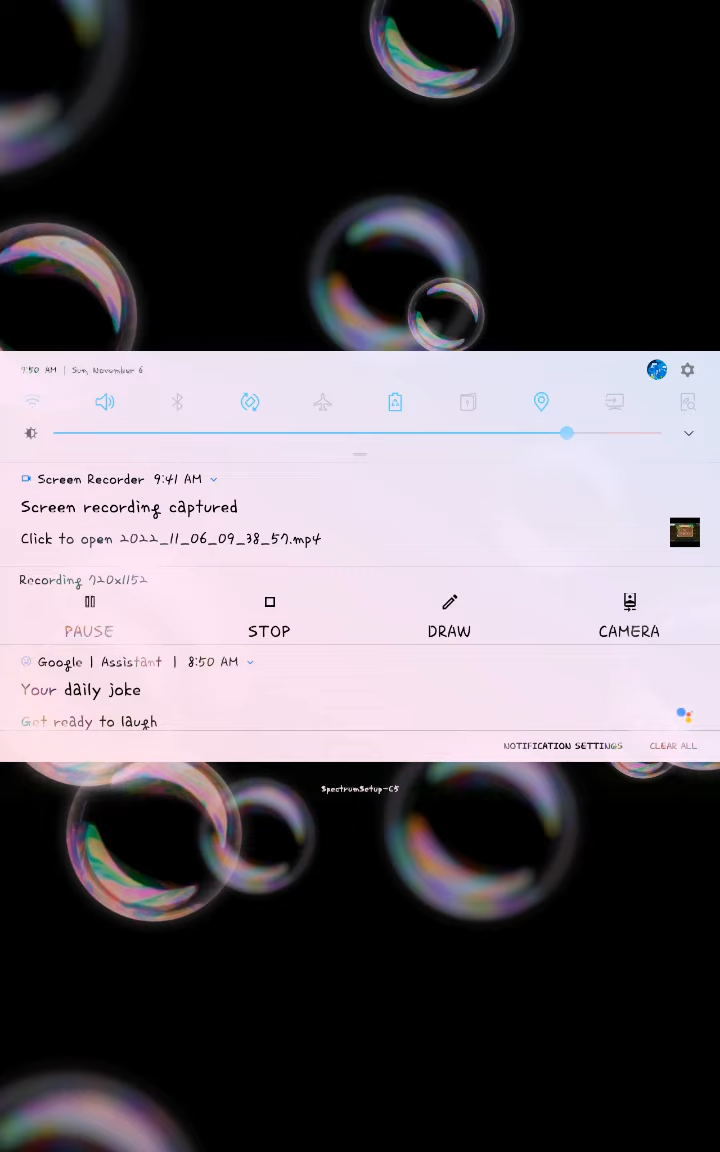 9:50 AM | Sun, November 6
Screen Recorder 9:41 AM
Screen recording captured
Click to open 2022_11_06_09_38_57.mp4
Recording 720x1152
PAUSE STOP DRAW CAMERA
Google | Assistant | 8:50 AM
Your daily joke
Get ready to laugh
NOTIFICATION SETTINGS CLEAR ALL
SpectrumSetup-C5